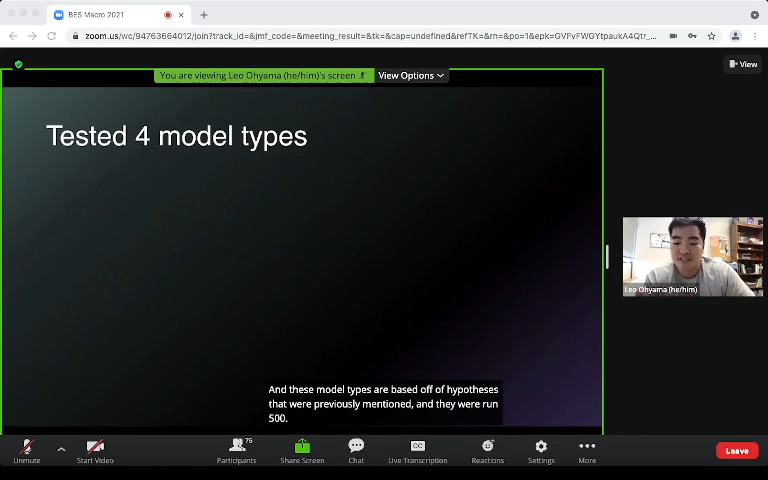 BES Macro 2021
zoom.us/wc/94763664012/join?track_id=&jmf_code=&meeting_result=&tk=&cap=undefined&refTK=&rn=&po=1&epk=GVFvFWGYtpaukA4Qtr_...
You are viewing Leo Ohyama (he/him)'s screen
View Options
View
Tested 4 model types
Leo Ohyama (he/him)
And these model types are based off of hypotheses
that were previously mentioned, and they were run
500.
Unmute
Start Video
Participants
75
Share Screen
Chat
CC
Live Transcription
Reactions
Settings
More
Leave